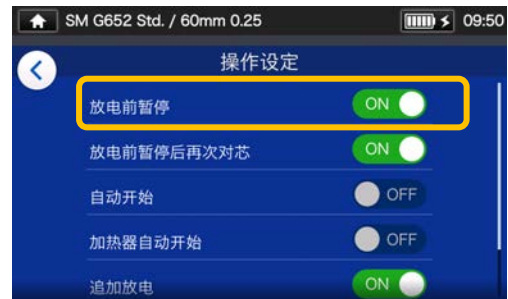 SM G652 Std. / 60mm 0.25 09:50
操作设定
放电前暂停 ON
放电前暂停后再次对芯 ON
自动开始 OFF
加热器自动开始 OFF
追加放电 ON